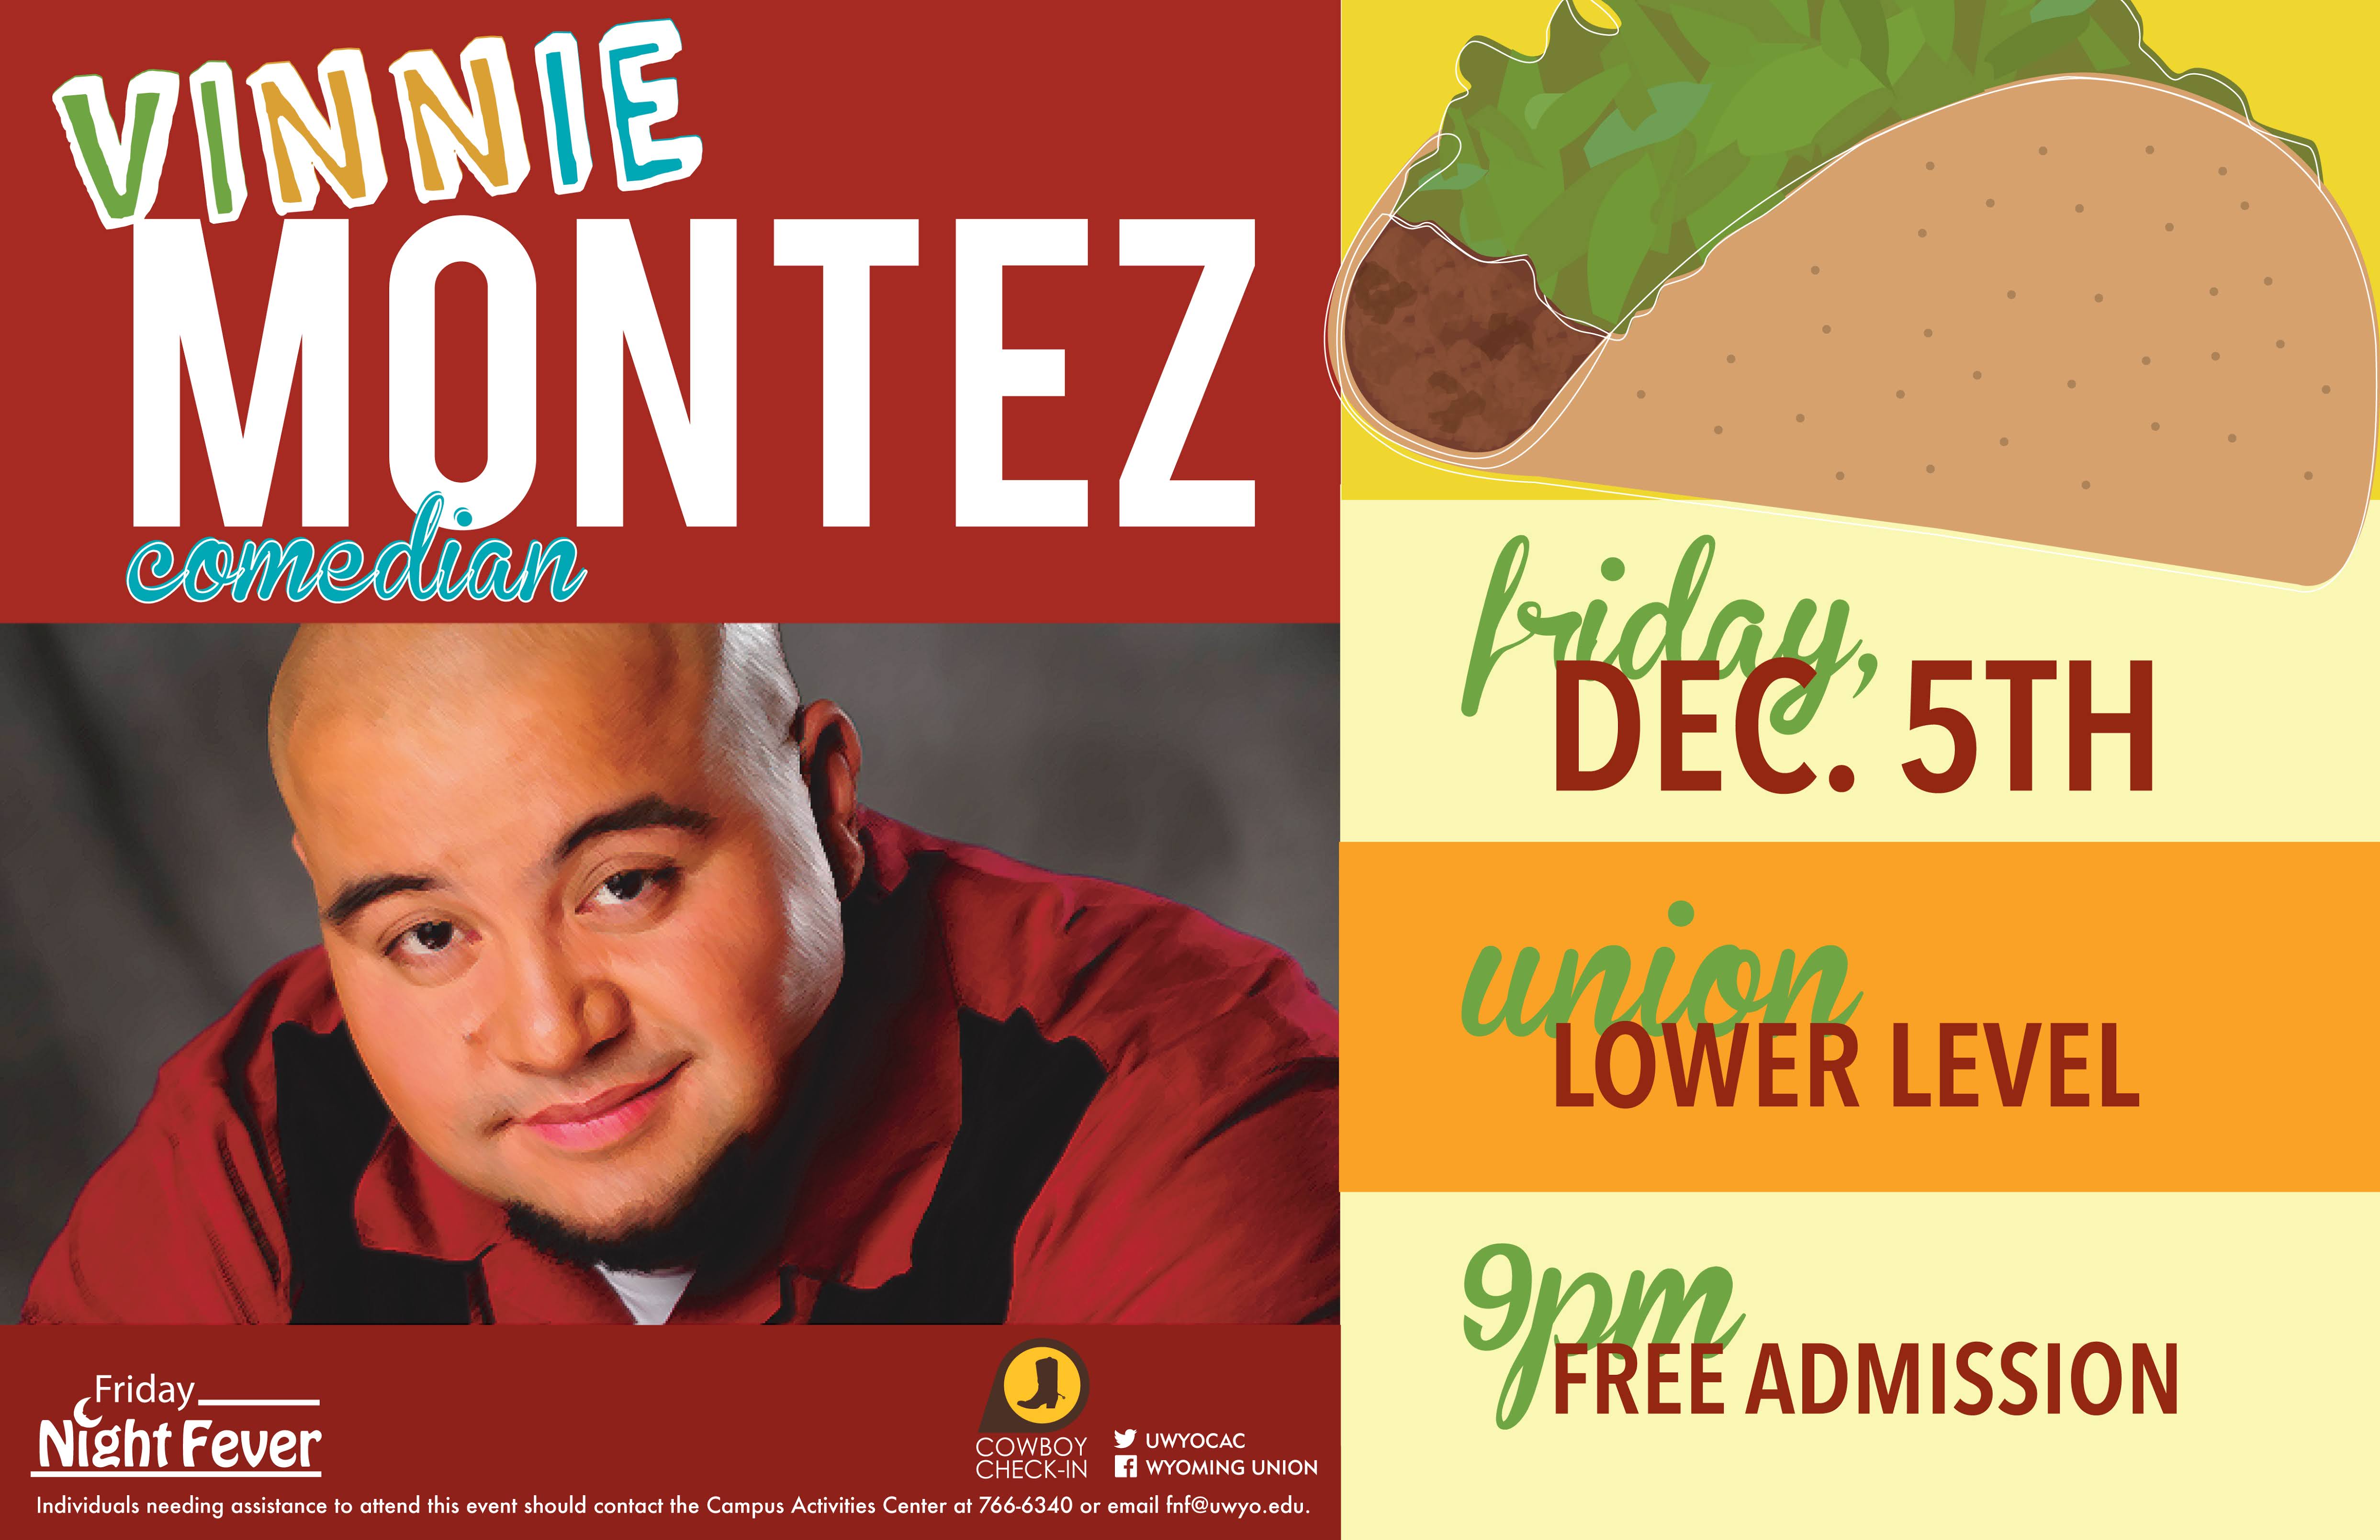 VINNIE
MONTEZ
comedian
friday,
DEC. 5TH
union
LOWER LEVEL
9pm
FREE ADMISSION
Friday
Night Fever
COWBOY
CHECK-IN
UWYOCAC
WYOMING UNION
Individuals needing assistance to attend this event should contact the Campus Activities Center at 766-6340 or email fnf@uwyo.edu.